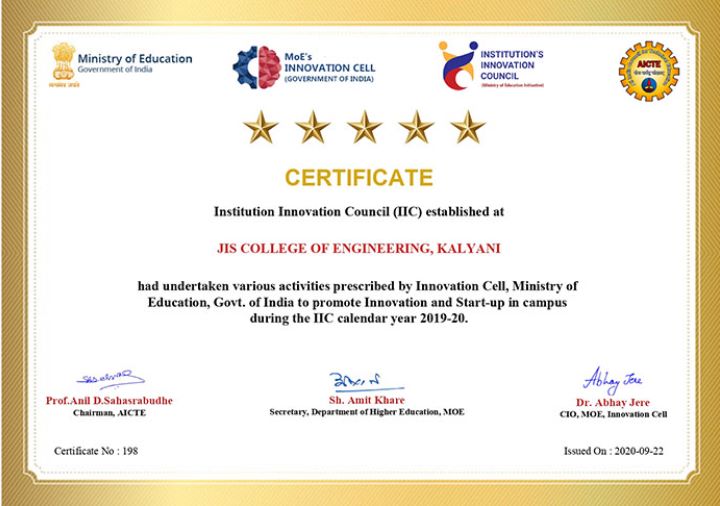 Ministry of Education
Government of India
MoE's
INNOVATION CELL
(GOVERNMENT OF INDIA)
INSTITUTION'S
INNOVATION
COUNCIL
(Ministry of Education Initiative)
AICTE
CERTIFICATE
Institution Innovation Council (IIC) established at
JIS COLLEGE OF ENGINEERING, KALYANI
had undertaken various activities prescribed by Innovation Cell, Ministry of
Education, Govt. of India to promote Innovation and Start-up in campus
during the IIC calendar year 2019-20.
Abhay Jere
Prof.Anil D.Sahasrabudhe
Chairman, AICTE
Sh. Amit Khare
Secretary, Department of Higher Education, MOE
Dr. Abhay Jere
CIO, MOE, Innovation Cell
Certificate No : 198
Issued On : 2020-09-22